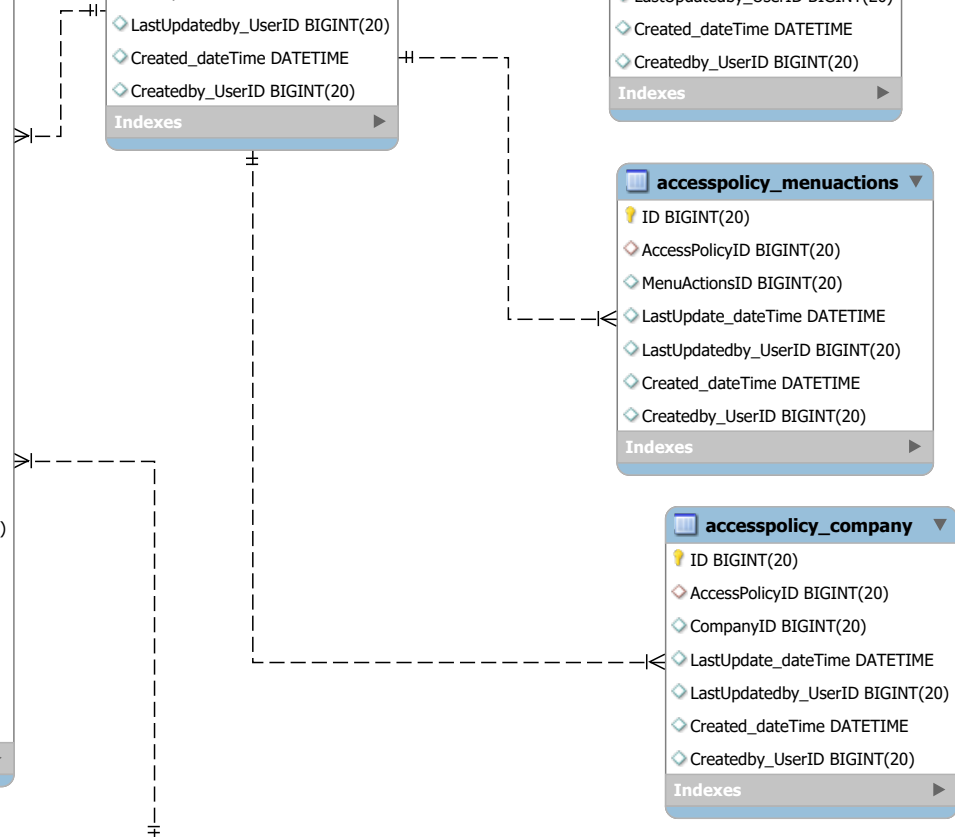 LastUpdatedby_UserID BIGINT(20)
Created_dateTime DATETIME
Createdby_UserID BIGINT(20)
Indexes
LastUpdatedby_UserID BIGINT(20)
Created_dateTime DATETIME
Createdby_UserID BIGINT(20)
Indexes
accesspolicy_menuactions
ID BIGINT(20)
AccessPolicyID BIGINT(20)
MenuActionsID BIGINT(20)
LastUpdate_dateTime DATETIME
LastUpdatedby_UserID BIGINT(20)
Created_dateTime DATETIME
Createdby_UserID BIGINT(20)
Indexes
)
accesspolicy_company
ID BIGINT(20)
AccessPolicyID BIGINT(20)
CompanyID BIGINT(20)
LastUpdate_dateTime DATETIME
LastUpdatedby_UserID BIGINT(20)
Created_dateTime DATETIME
Createdby_UserID BIGINT(20)
Indexes